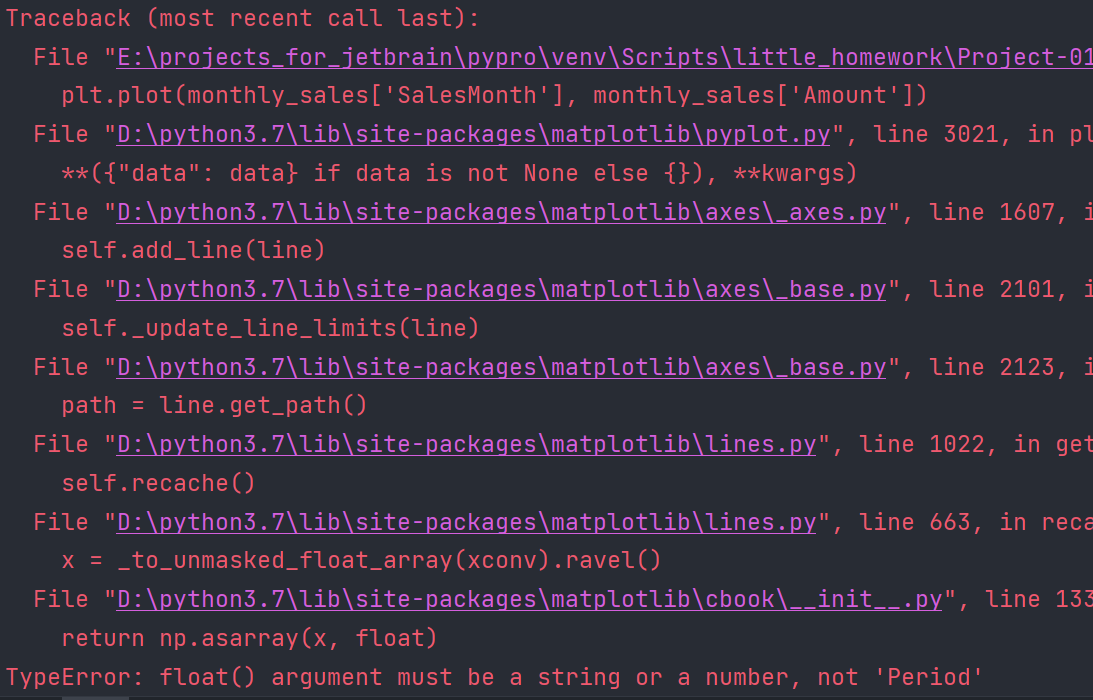 Traceback (most recent call last):
File "E:\projects_for_jetbrain\pypro\venv\Scripts\little_homework\Project-01
plt.plot(monthly_sales['SalesMonth'], monthly_sales['Amount'])
File "D:\python3.7\lib\site-packages\matplotlib\pyplot.py", line 3021, in pl
**({"data": data} if data is not None else {}), **kwargs)
File "D:\python3.7\lib\site-packages\matplotlib\axes\_axes.py", line 1607, i
self.add_line(line)
File "D:\python3.7\lib\site-packages\matplotlib\axes\_base.py", line 2101, i
self._update_line_limits(line)
File "D:\python3.7\lib\site-packages\matplotlib\axes\_base.py", line 2123, i
path = line.get_path()
File "D:\python3.7\lib\site-packages\matplotlib\lines.py", line 1022, in get
self.recache()
File "D:\python3.7\lib\site-packages\matplotlib\lines.py", line 663, in reca
x = _to_unmasked_float_array(xconv).ravel()
File "D:\python3.7\lib\site-packages\matplotlib\cbook\__init__.py", line 133
return np.asarray(x, float)
TypeError: float() argument must be a string or a number, not 'Period'